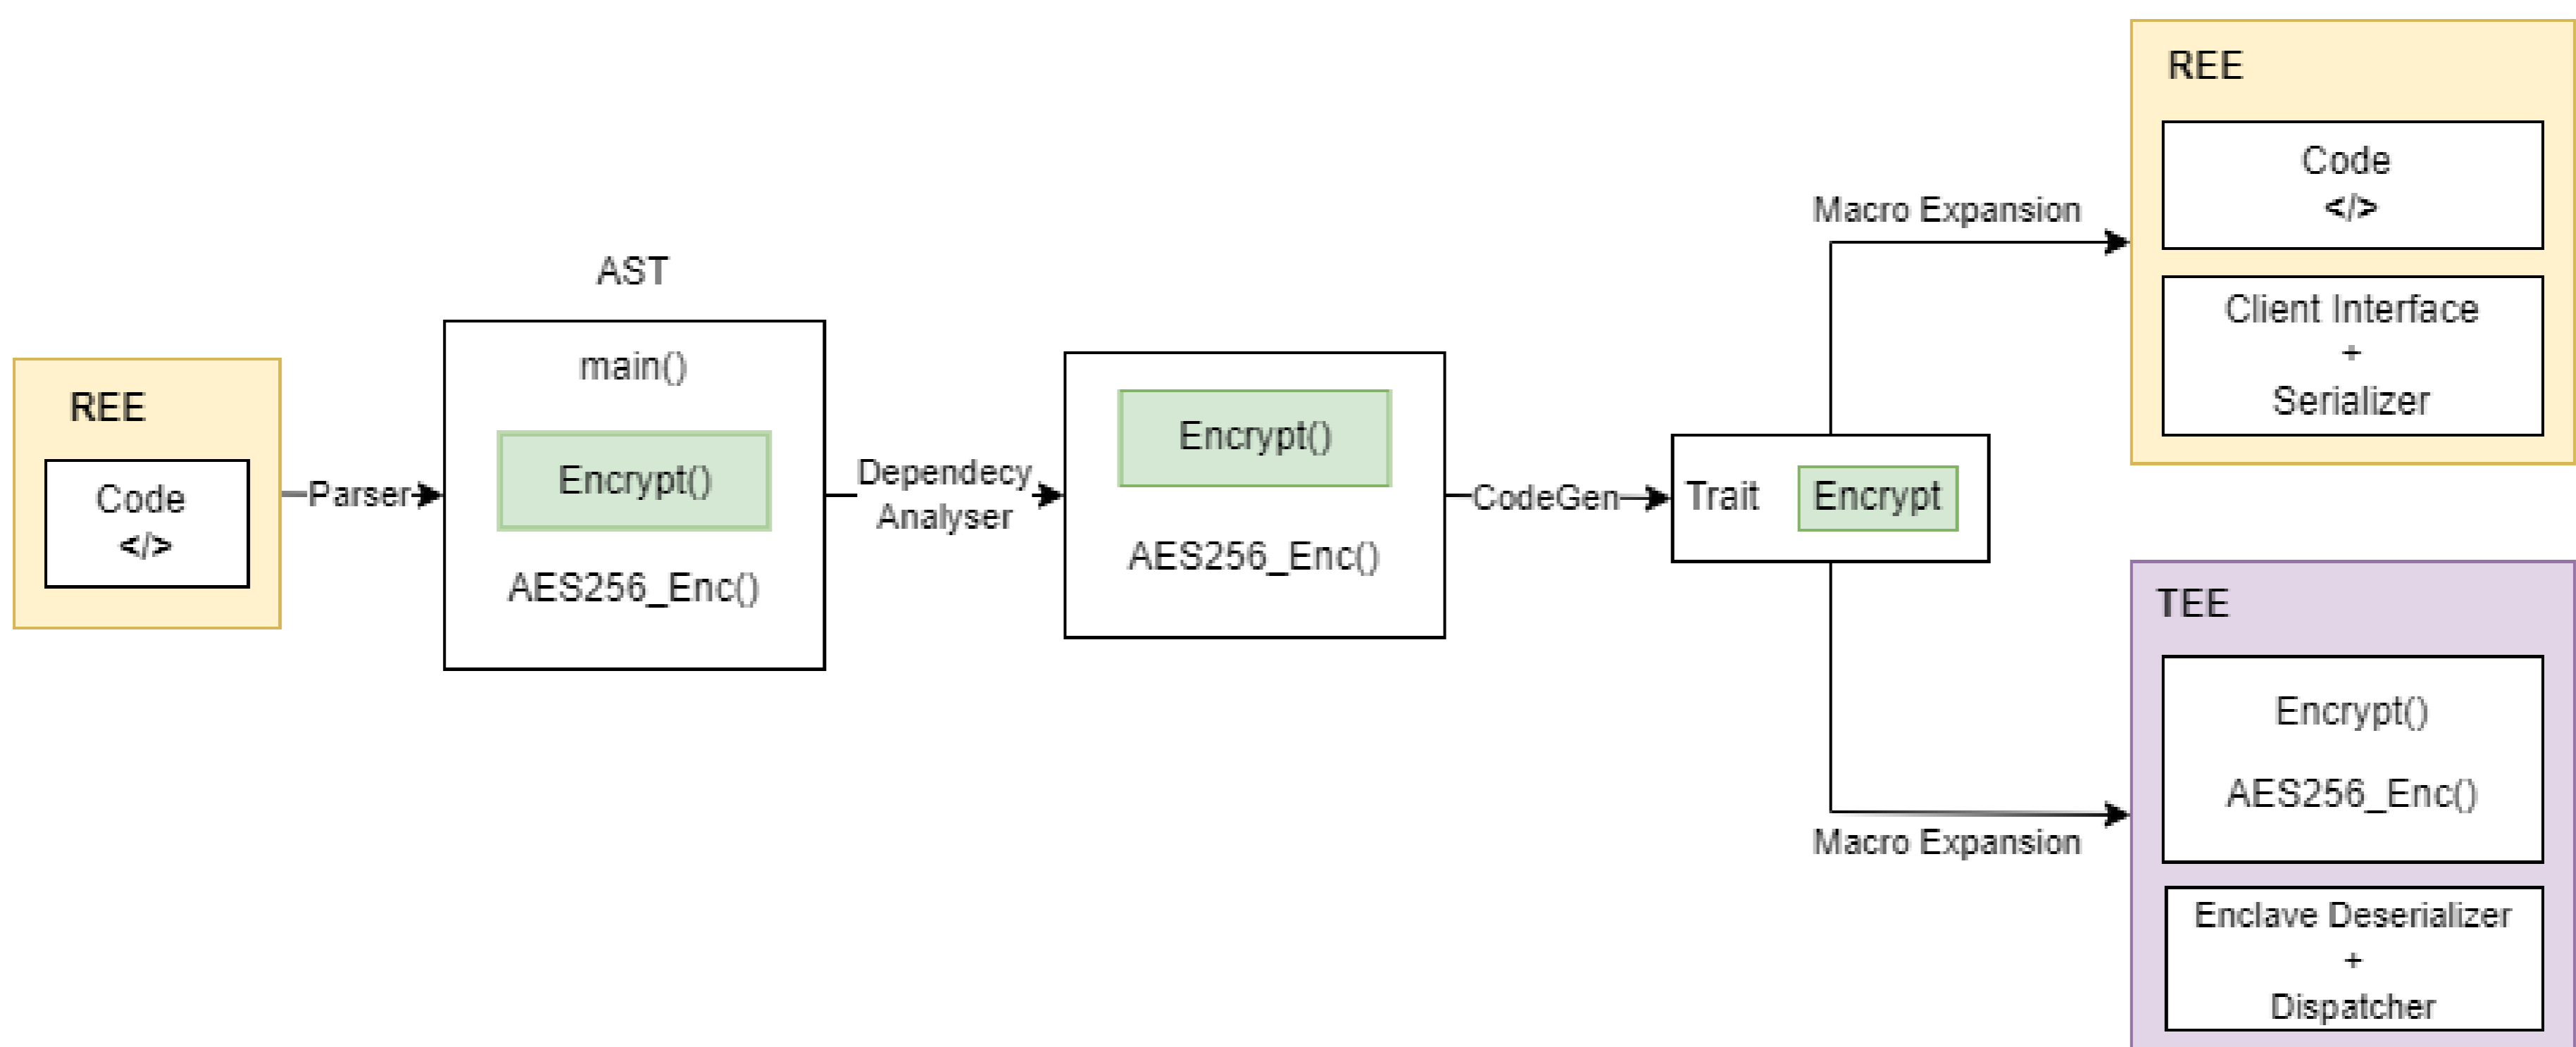 REE
Code
</>
Parser
AST
main()
Encrypt()
AES256_Enc()
Dependecy
Analyser
Encrypt()
AES256_Enc()
CodeGen
Trait Encrypt
Macro Expansion
REE
Code
</>
Client Interface
+
Serializer
Macro Expansion
TEE
Encrypt()
AES256_Enc()
Enclave Deserializer
+
Dispatcher